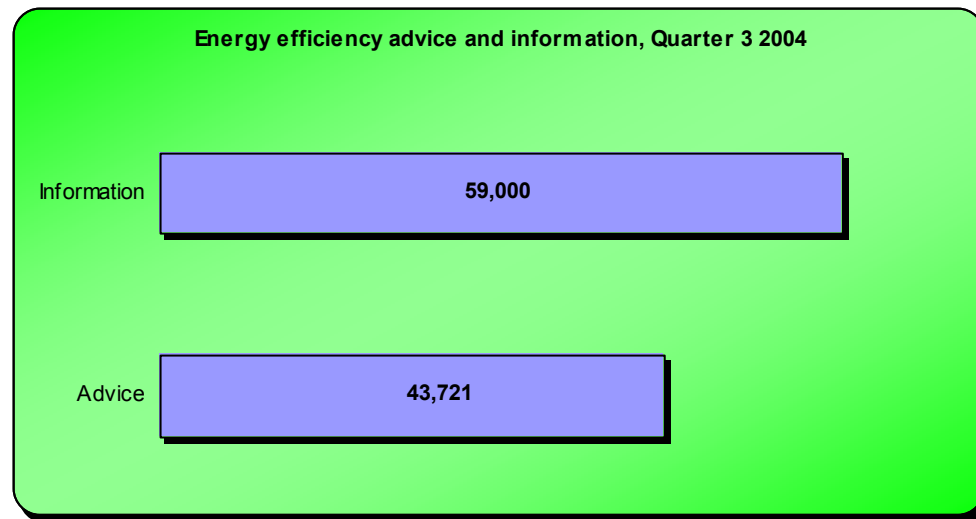 Energy efficiency advice and information, Quarter 3 2004
Information
59,000
Advice
43,721